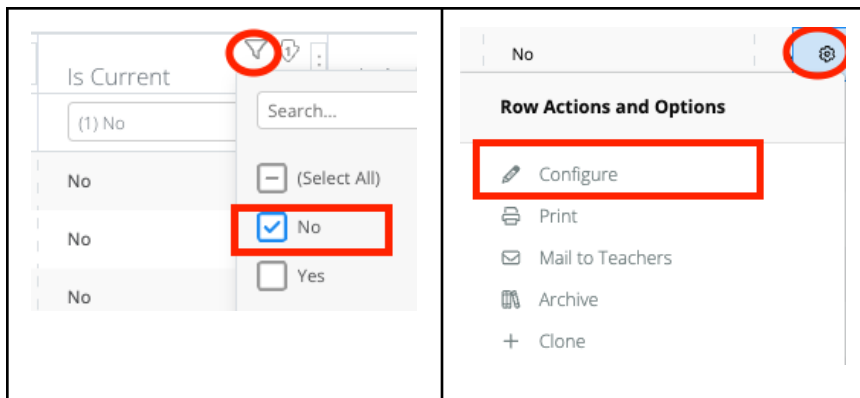 Is Current
1
(1) No
Search...
(Select All)
No
No
No
Yes
No
No
Row Actions and Options
Configure
Print
Mail to Teachers
Archive
Clone